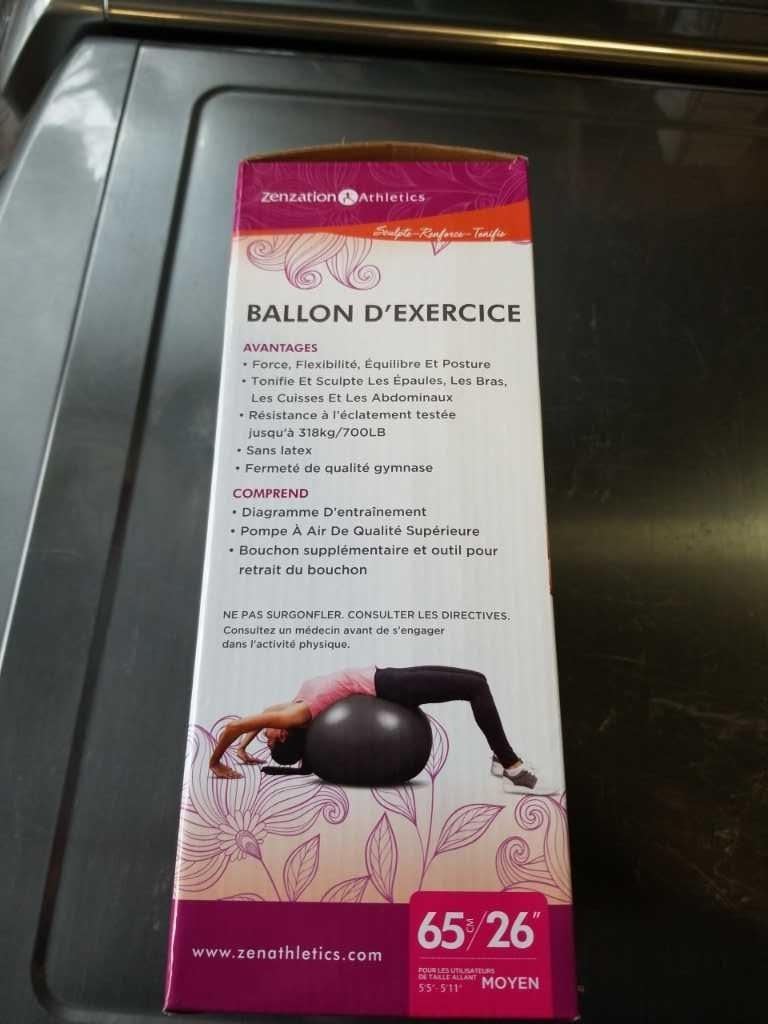 Zenzation Athletics
Sculpte-Renforce-Tonifie
BALLON D'EXERCICE
AVANTAGES
• Force, Flexibilité, Équilibre Et Posture
• Tonifie Et Sculpte Les Épaules, Les Bras,
Les Cuisses Et Les Abdominaux
• Résistance à l'éclatement testée
jusqu'à 318kg/700LB
• Sans latex
• Fermeté de qualité gymnase
COMPREND
• Diagramme D'entraînement
• Pompe À Air De Qualité Supérieure
• Bouchon supplémentaire et outil pour
retrait du bouchon
NE PAS SURGONFLER. CONSULTER LES DIRECTIVES.
Consultez un médecin avant de s'engager
dans l'activité physique.
www.zenathletics.com
65CM/26"
POUR LES UTILISATEURS
DE TAILLE ALLANT
5'5"- 5'11" MOYEN